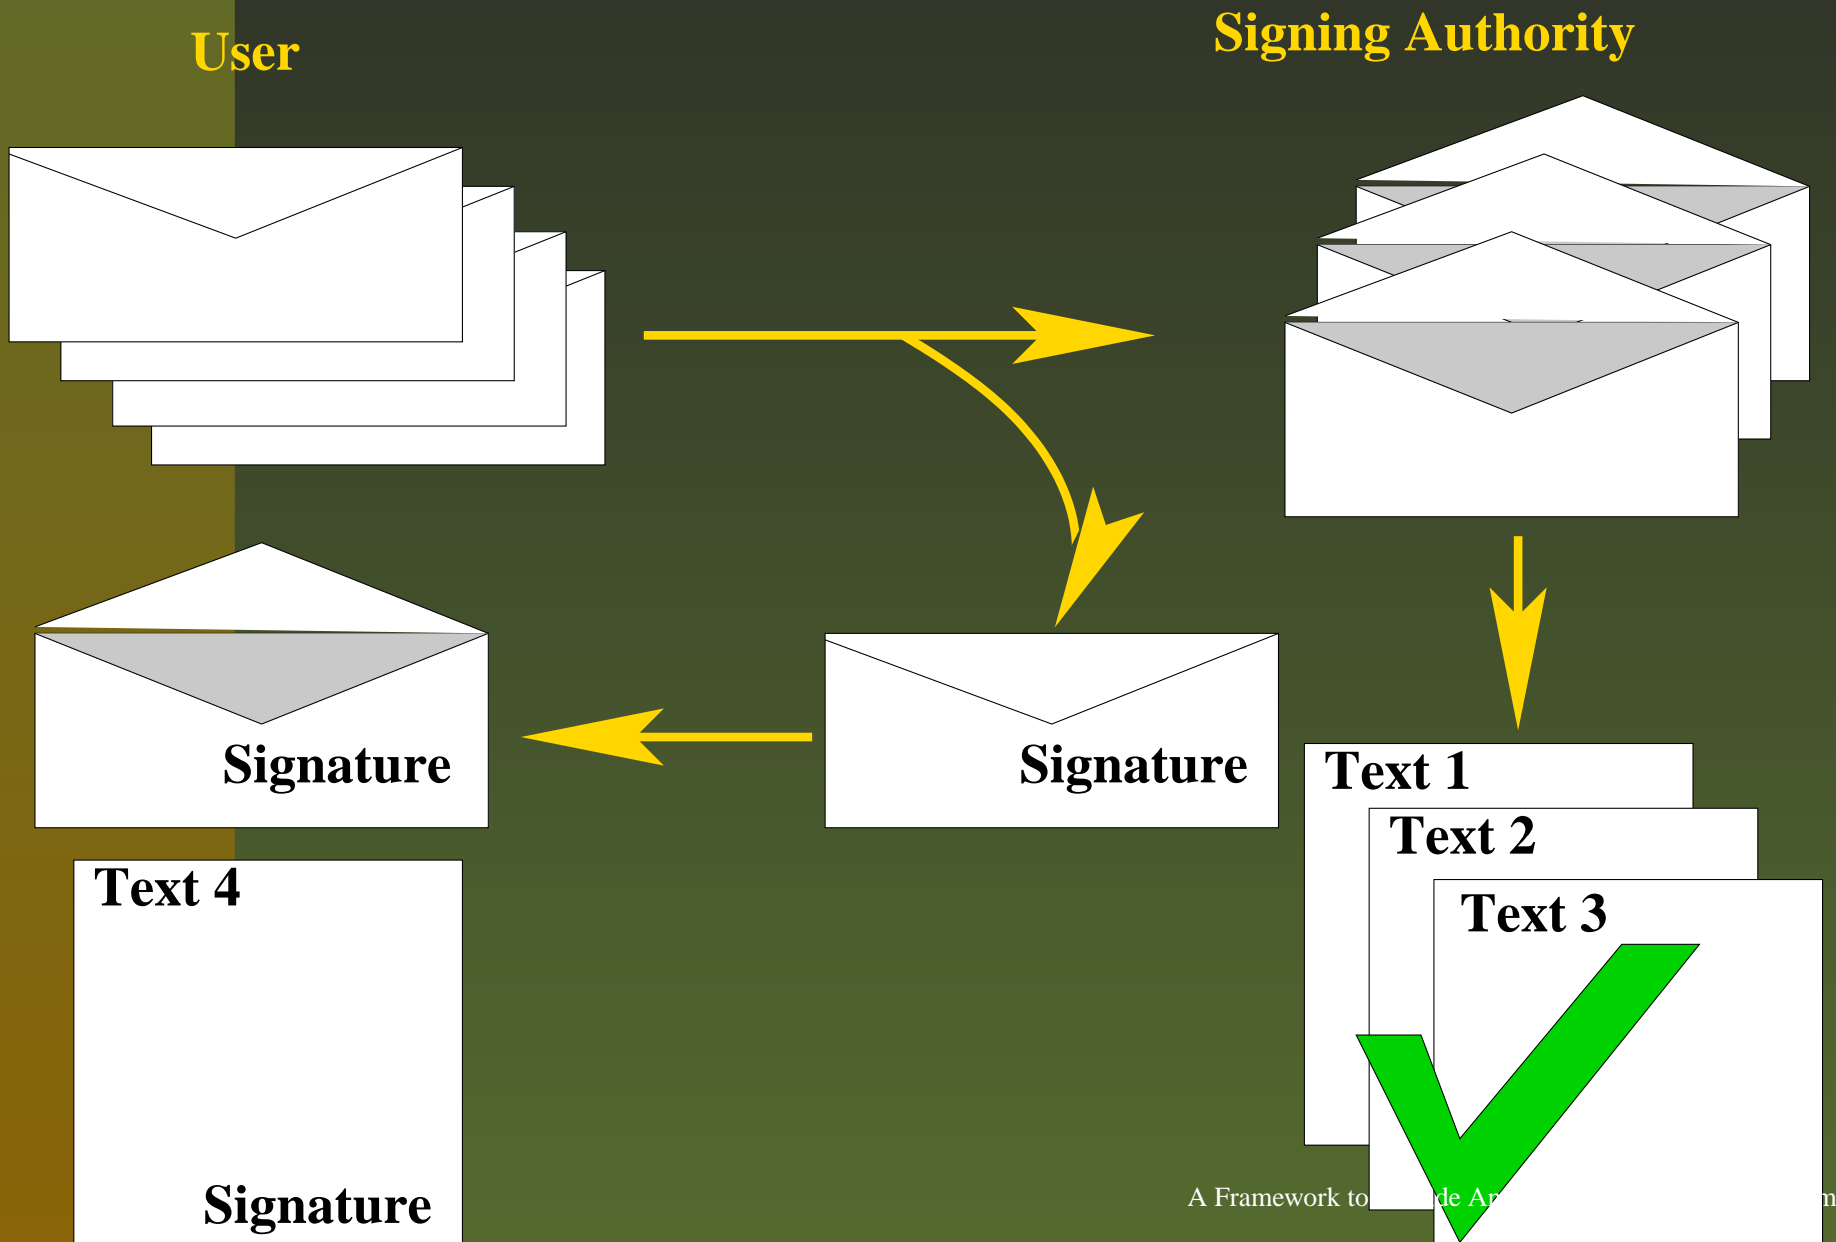 User
Signing Authority
Signature
Signature
Text 1
Text 2
Text 3
Text 4
Signature
A Framework to